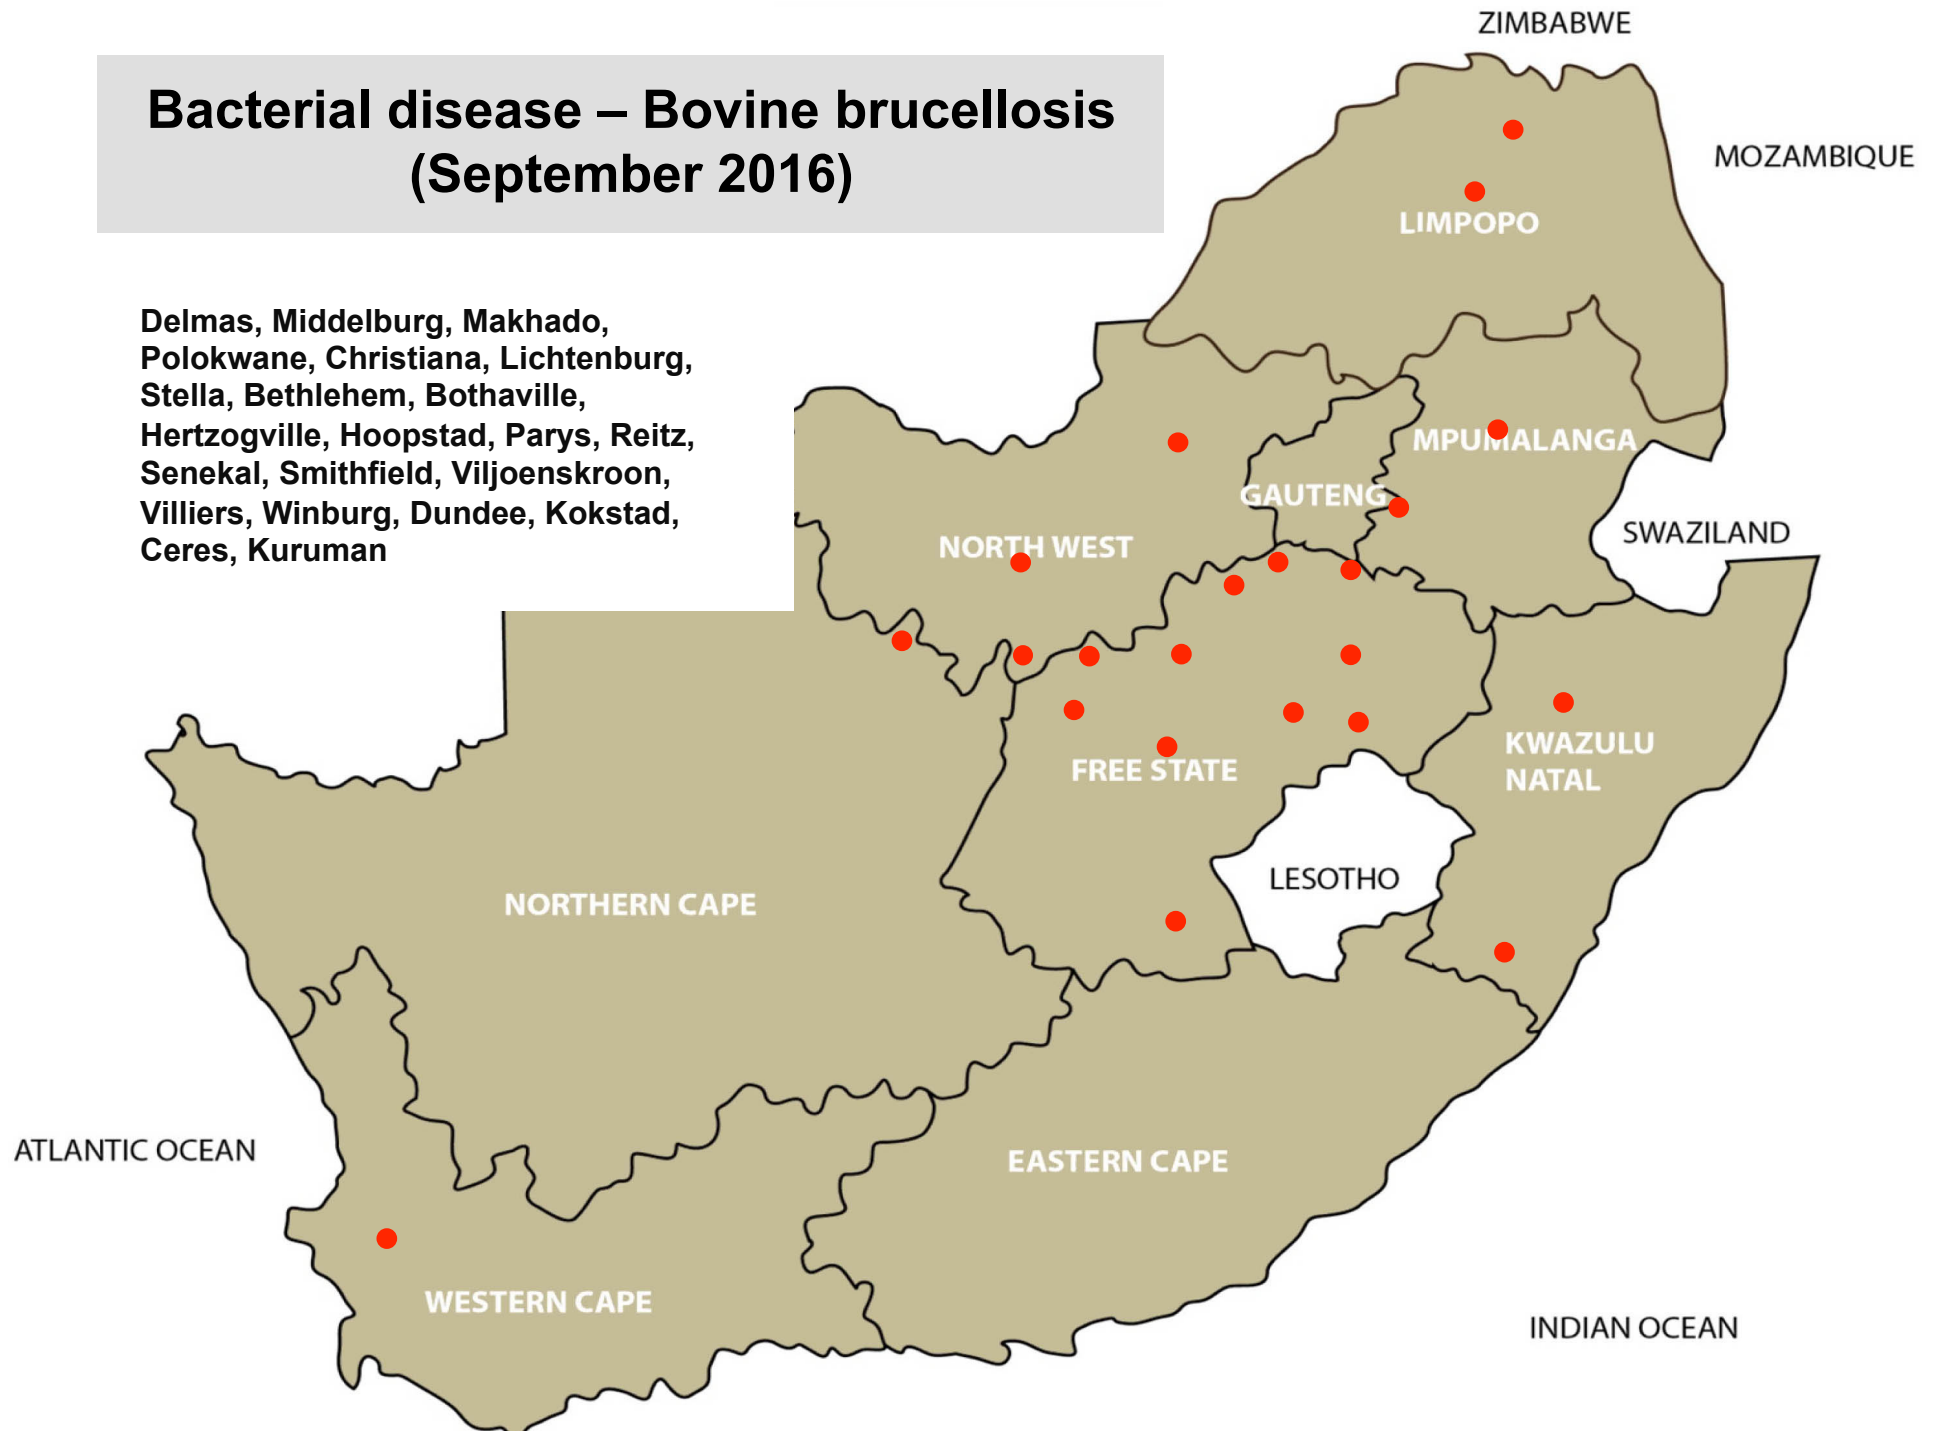 Bacterial disease – Bovine brucellosis
(September 2016)
Delmas, Middelburg, Makhado,
Polokwane, Christiana, Lichtenburg,
Stella, Bethlehem, Bothaville,
Hertzogville, Hoopstad, Parys, Reitz,
Senekal, Smithfield, Viljoenskroon,
Villiers, Winburg, Dundee, Kokstad,
Ceres, Kuruman
ZIMBABWE
MOZAMBIQUE
LIMPOPO
MPUMALANGA
GAUTENG
SWAZILAND
NORTH WEST
KWAZULU
NATAL
FREE STATE
LESOTHO
NORTHERN CAPE
ATLANTIC OCEAN
EASTERN CAPE
WESTERN CAPE
INDIAN OCEAN